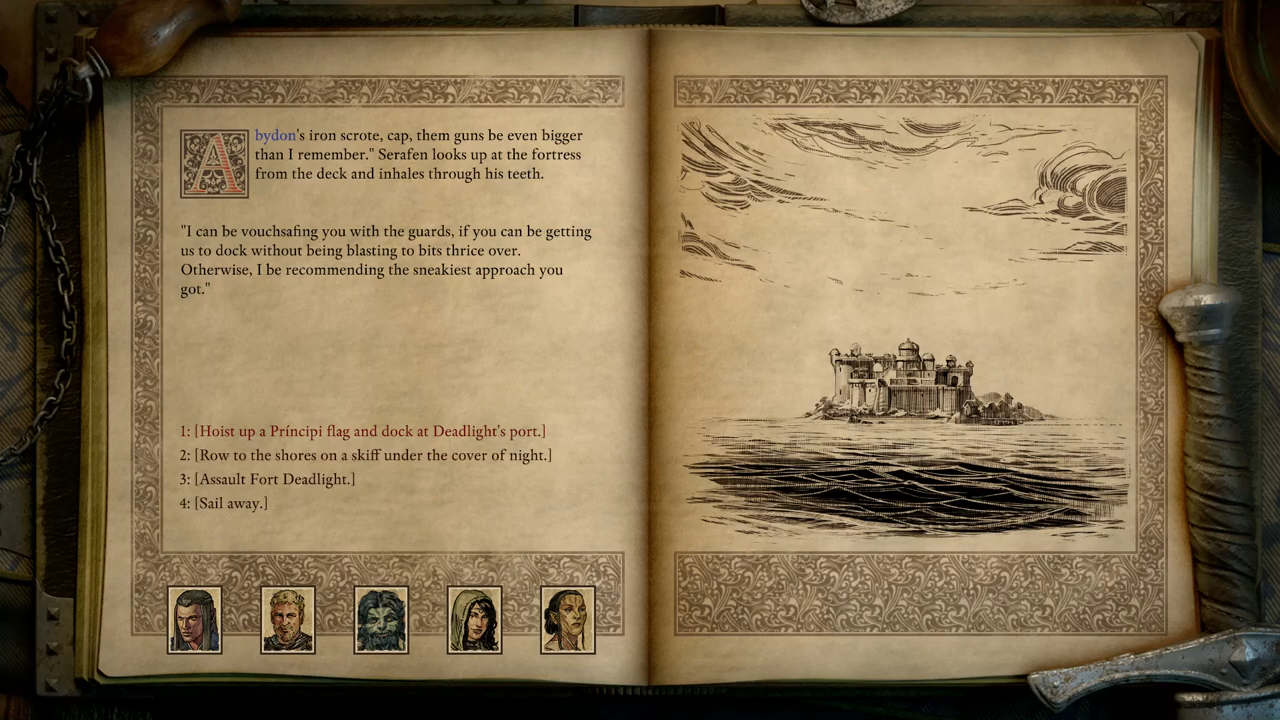 Abydon's iron scrote, cap, them guns be even bigger
than I remember." Serafen looks up at the fortress
from the deck and inhales through his teeth.
"I can be vouchsafing you with the guards, if you can be getting
us to dock without being blasting to bits thrice over.
Otherwise, I be recommending the sneakiest approach you
got."
1: [Hoist up a Príncipi flag and dock at Deadlight's port.]
2: [Row to the shores on a skiff under the cover of night.]
3: [Assault Fort Deadlight.]
4: [Sail away.]